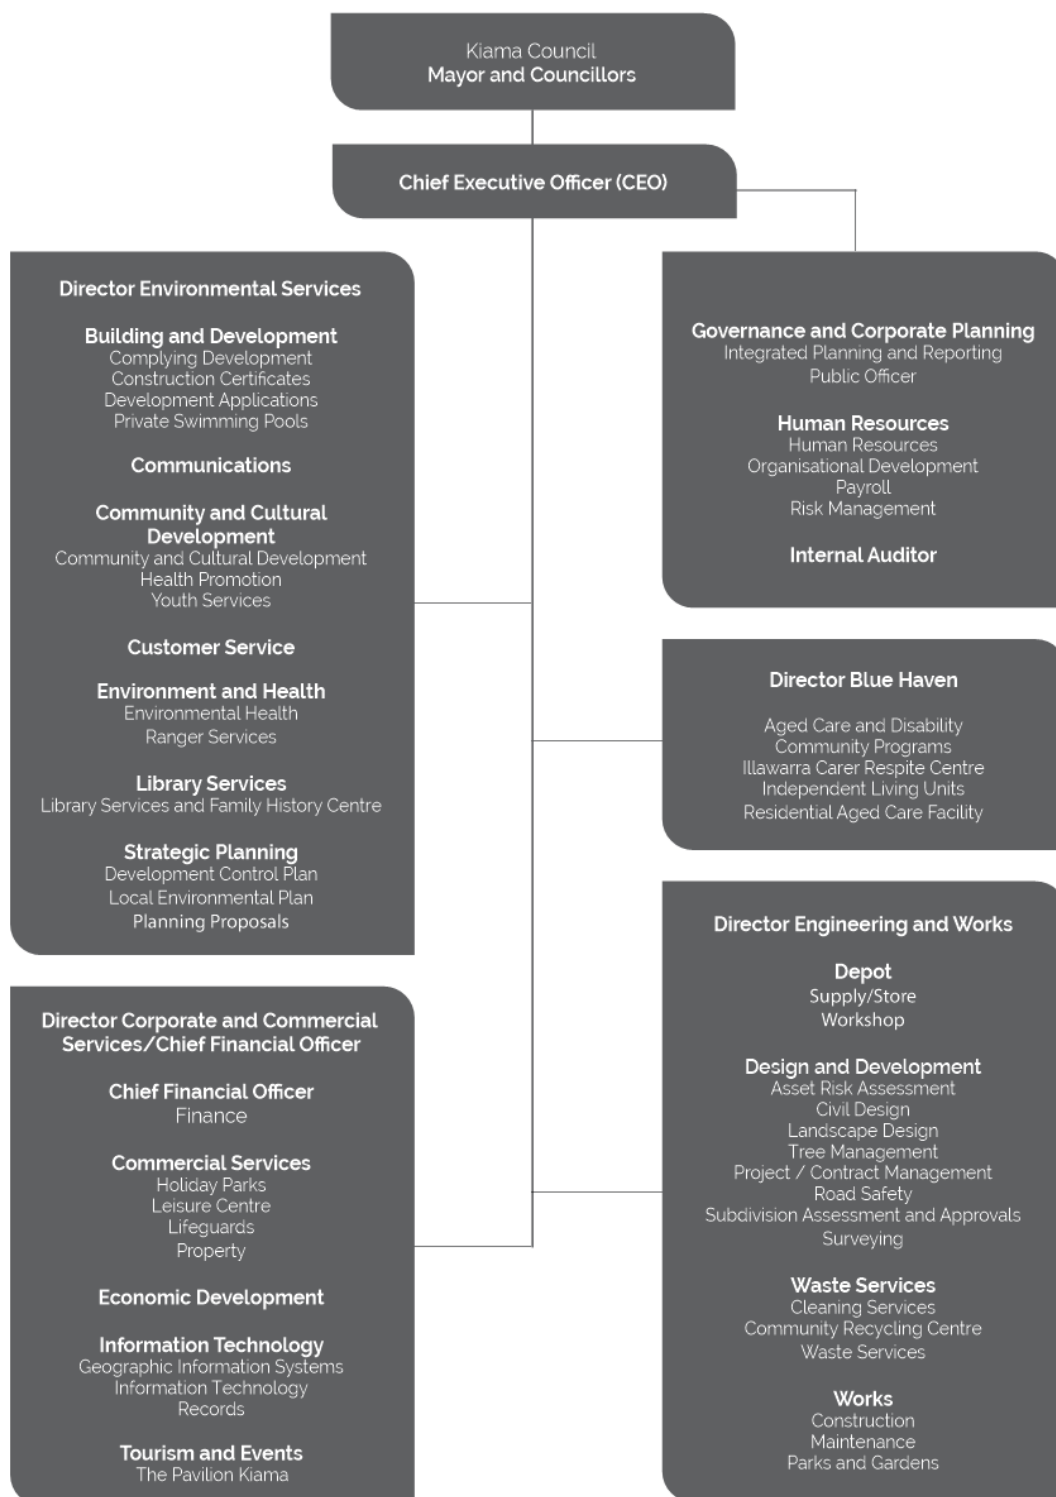 Kiama Council
Mayor and Councillors
Chief Executive Officer (CEO)
Director Environmental Services
Building and Development
Complying Development
Construction Certificates
Development Applications
Private Swimming Pools
Communications
Community and Cultural
Development
Community and Cultural Development
Health Promotion
Youth Services
Customer Service
Environment and Health
Environmental Health
Ranger Services
Library Services
Library Services and Family History Centre
Strategic Planning
Development Control Plan
Local Environmental Plan
Planning Proposals
Director Corporate and Commercial
Services/Chief Financial Officer
Chief Financial Officer
Finance
Commercial Services
Holiday Parks
Leisure Centre
Lifeguards
Property
Economic Development
Information Technology
Geographic Information Systems
Information Technology
Records
Tourism and Events
The Pavilion Kiama
Governance and Corporate Planning
Integrated Planning and Reporting
Public Officer
Human Resources
Human Resources
Organisational Development
Payroll
Risk Management
Internal Auditor
Director Blue Haven
Aged Care and Disability
Community Programs
Illawarra Carer Respite Centre
Independent Living Units
Residential Aged Care Facility
Director Engineering and Works
Depot
Supply/Store
Workshop
Design and Development
Asset Risk Assessment
Civil Design
Landscape Design
Tree Management
Project / Contract Management
Road Safety
Subdivision Assessment and Approvals
Surveying
Waste Services
Cleaning Services
Community Recycling Centre
Waste Services
Works
Construction
Maintenance
Parks and Gardens